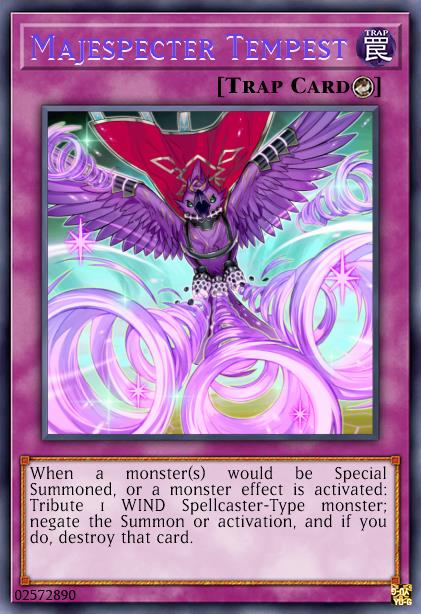 Majespecter Tempest
TRAP
罠
[Trap Card]
When a monster(s) would be Special
Summoned, or a monster effect is activated:
Tribute 1 WIND Spellcaster-Type monster;
negate the Summon or activation, and if you
do, destroy that card.
02572890